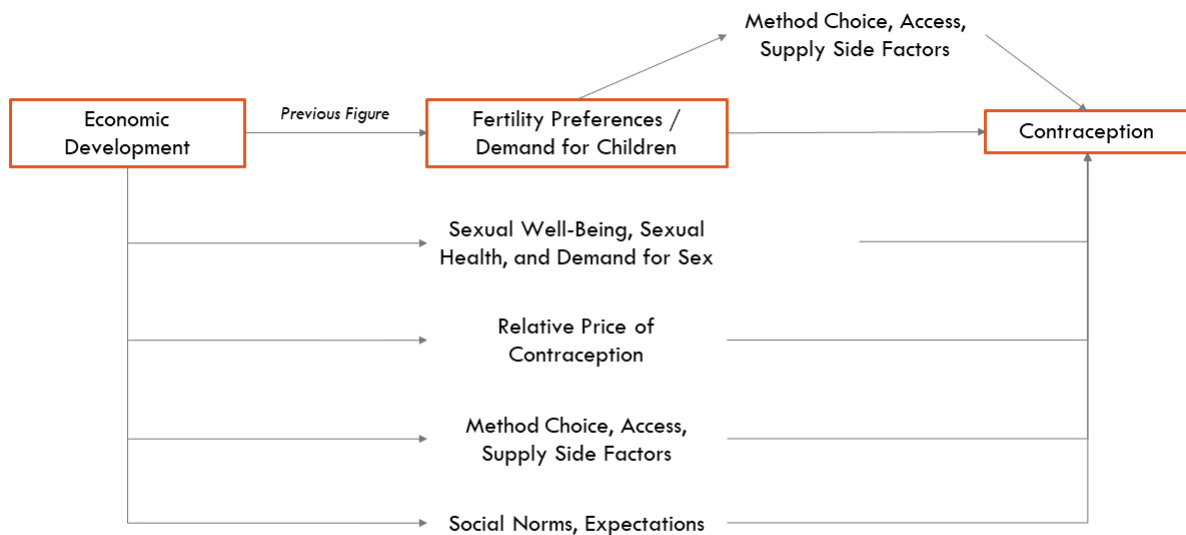 Method Choice, Access,
Supply Side Factors
Economic
Development
Previous Figure
Fertility Preferences /
Demand for Children
Contraception
Sexual Well-Being, Sexual
Health, and Demand for Sex
Relative Price of
Contraception
Method Choice, Access,
Supply Side Factors
Social Norms, Expectations